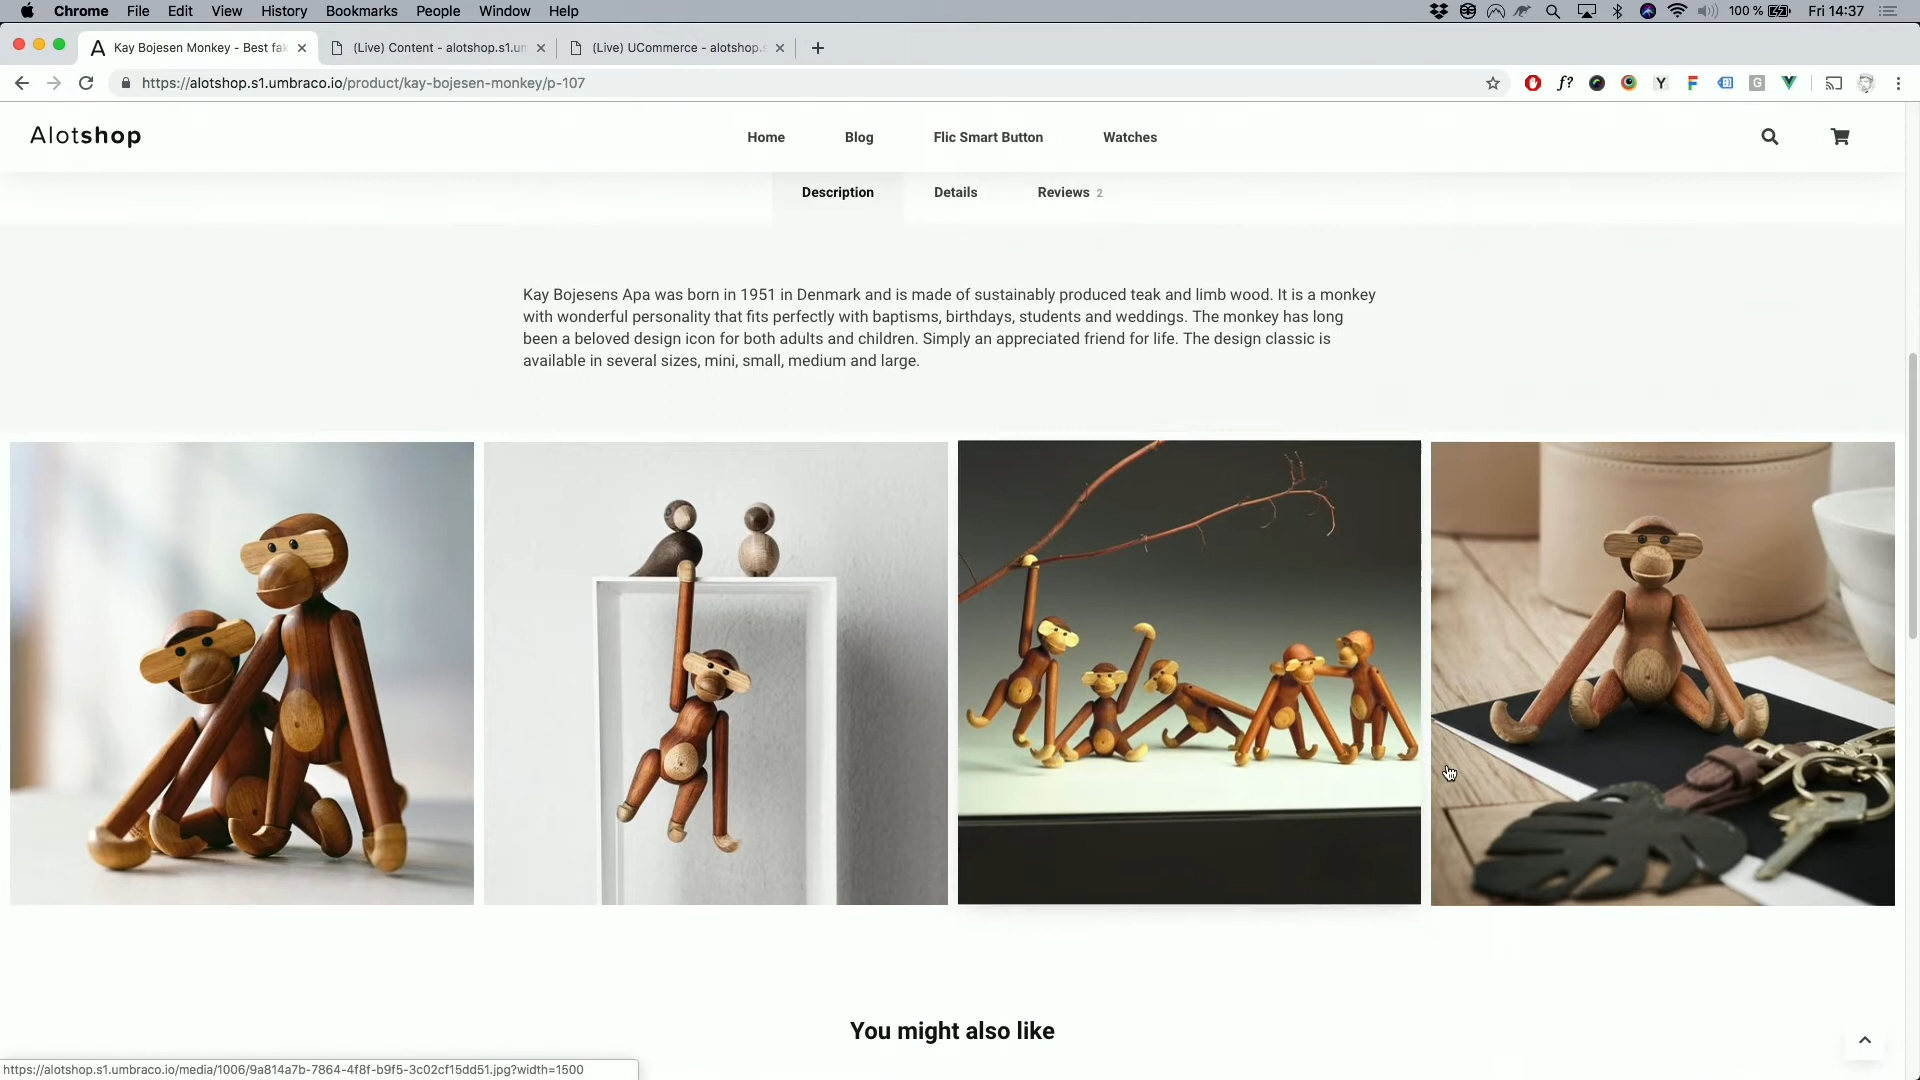 Chrome File Edit View History Bookmarks People Window Help 100 % Fri 14:37
Kay Bojesen Monkey - Best fak (Live) Content - alotshop.s1.um (Live) UCommerce - alotshop.s
https://alotshop.s1.umbraco.io/product/kay-bojesen-monkey/p-107
Alotshop Home Blog Flic Smart Button Watches
Description Details Reviews 2
Kay Bojesens Apa was born in 1951 in Denmark and is made of sustainably produced teak and limb wood. It is a monkey
with wonderful personality that fits perfectly with baptisms, birthdays, students and weddings. The monkey has long
been a beloved design icon for both adults and children. Simply an appreciated friend for life. The design classic is
available in several sizes, mini, small, medium and large.
You might also like
https://alotshop.s1.umbraco.io/media/1006/9a814a7b-7864-4f8f-b9f5-3c02cf15dd51.jpg?width=1500